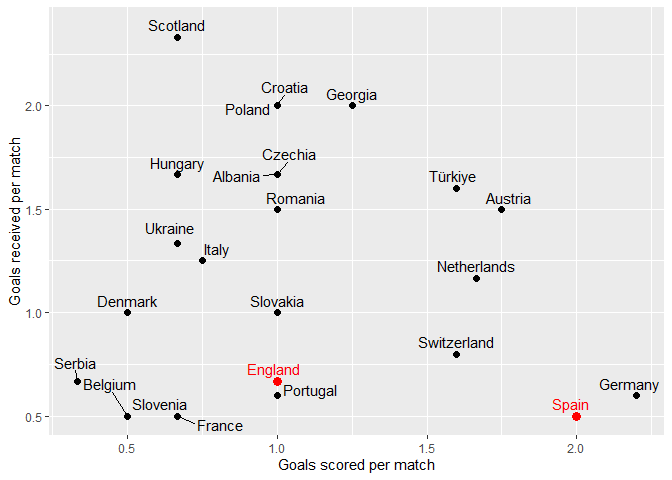 Scotland
Croatia
Poland
Georgia
2.0
Czechia
Hungary
Albania
Türkiye
Romania
Austria
1.5
Ukraine
Italy
Netherlands
Denmark
Slovakia
1.0
Switzerland
Serbia
England
Belgium
Portugal
Germany
Slovenia
Spain
France
0.5
Goals received per match
0.5 1.0 1.5 2.0
Goals scored per match